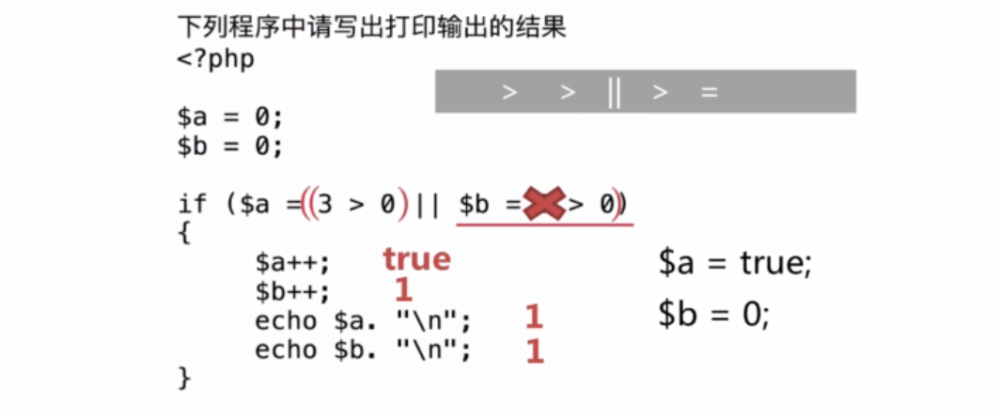 下列程序中请写出打印输出的结果
<?php
> > || > =
$a = 0;
$b = 0;
if ($a =((3 > 0)|| $b = > 0))
{
$a++; true
$b++; 1
echo $a. "\n"; 1
echo $b. "\n"; 1
}
$a = true;
$b = 0;